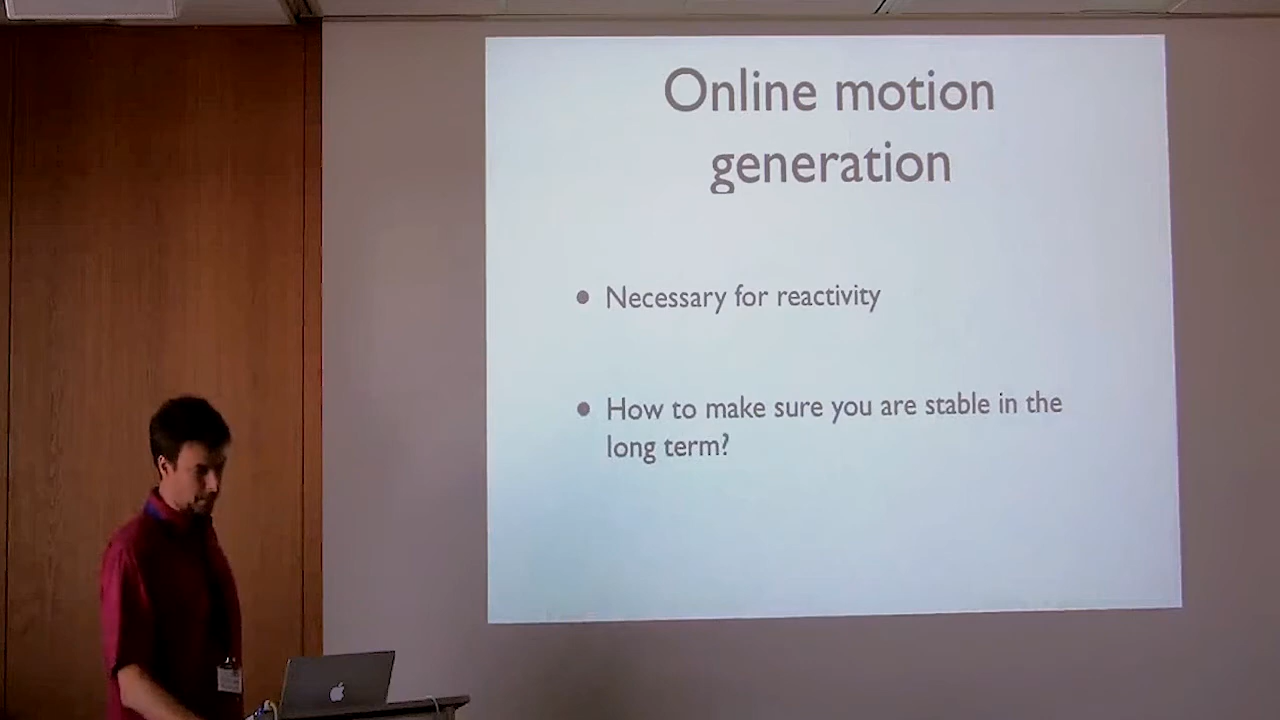 Online motion
generation
• Necessary for reactivity
• How to make sure you are stable in the
long term?